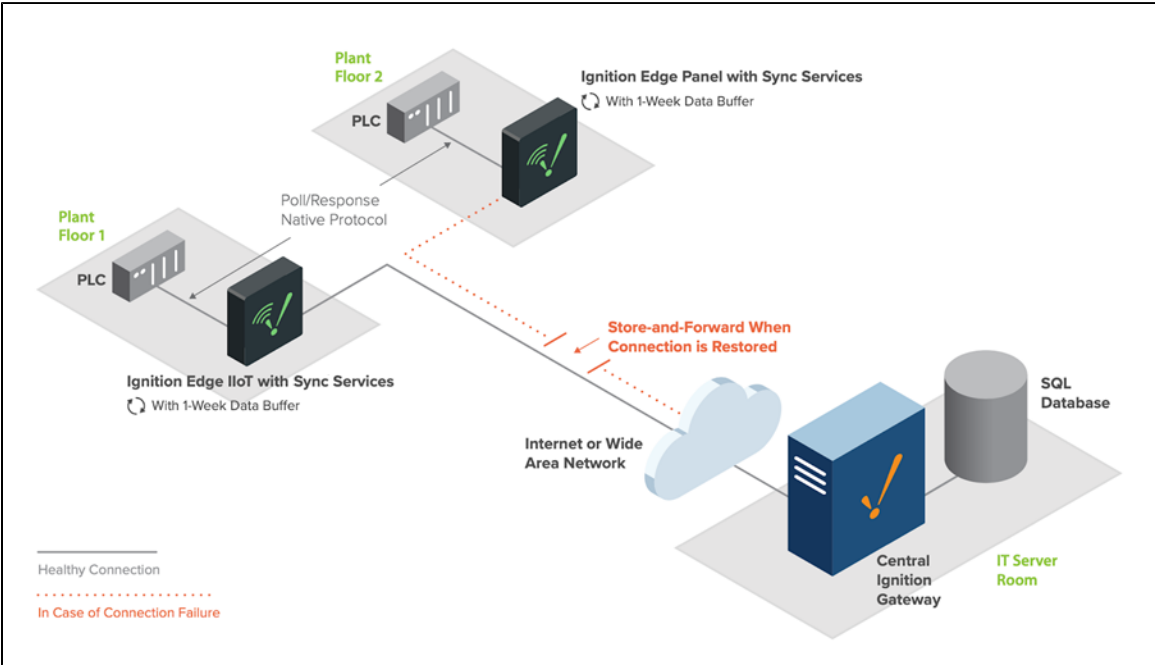 Plant
Floor 2
Ignition Edge Panel with Sync Services
With 1-Week Data Buffer
PLC
Poll/Response
Native Protocol
Plant
Floor 1
PLC
Store-and-Forward When
Connection is Restored
Ignition Edge IIoT with Sync Services
With 1-Week Data Buffer
SQL
Database
Internet or Wide
Area Network
Central
Ignition
Gateway
IT Server
Room
Healthy Connection
In Case of Connection Failure